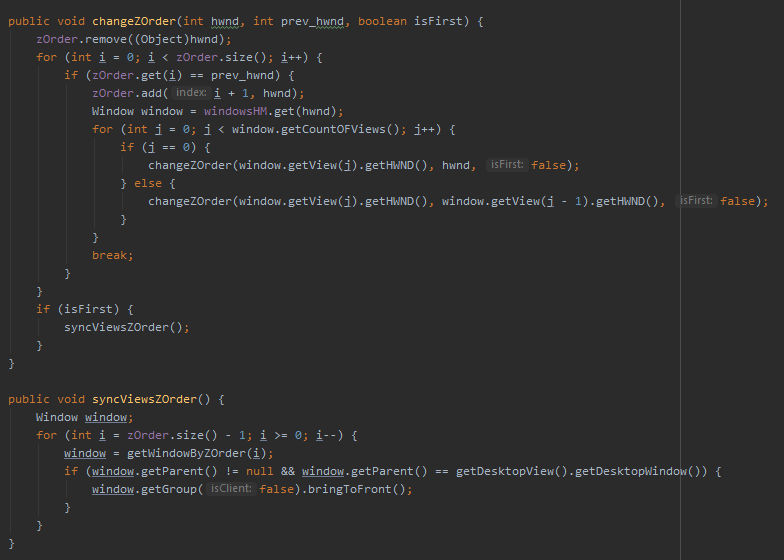 public void changeZOrder(int hwnd, int prev_hwnd, boolean isFirst) {
zOrder.remove((Object)hwnd);
for (int i = 0; i < zOrder.size(); i++) {
if (zOrder.get(i) == prev_hwnd) {
zOrder.add( index: i + 1, hwnd);
Window window = windowsHM.get(hwnd);
for (int j = 0; j < window.getCountOFViews(); j++) {
if (j == 0) {
changeZOrder(window.getView(j).getHWND(), hwnd, isFirst: false);
} else {
changeZOrder(window.getView(j).getHWND(), window.getView(j - 1).getHWND(), isFirst: false);
}
}
break;
}
}
if (isFirst) {
syncViewsZOrder();
}
}
public void syncViewsZOrder() {
Window window;
for (int i = zOrder.size() - 1; i >= 0; i--) {
window = getWindowByZOrder(i);
if (window.getParent() != null && window.getParent() == getDesktopView().getDesktopWindow()) {
window.getGroup( isClient: false).bringToFront();
}
}
}